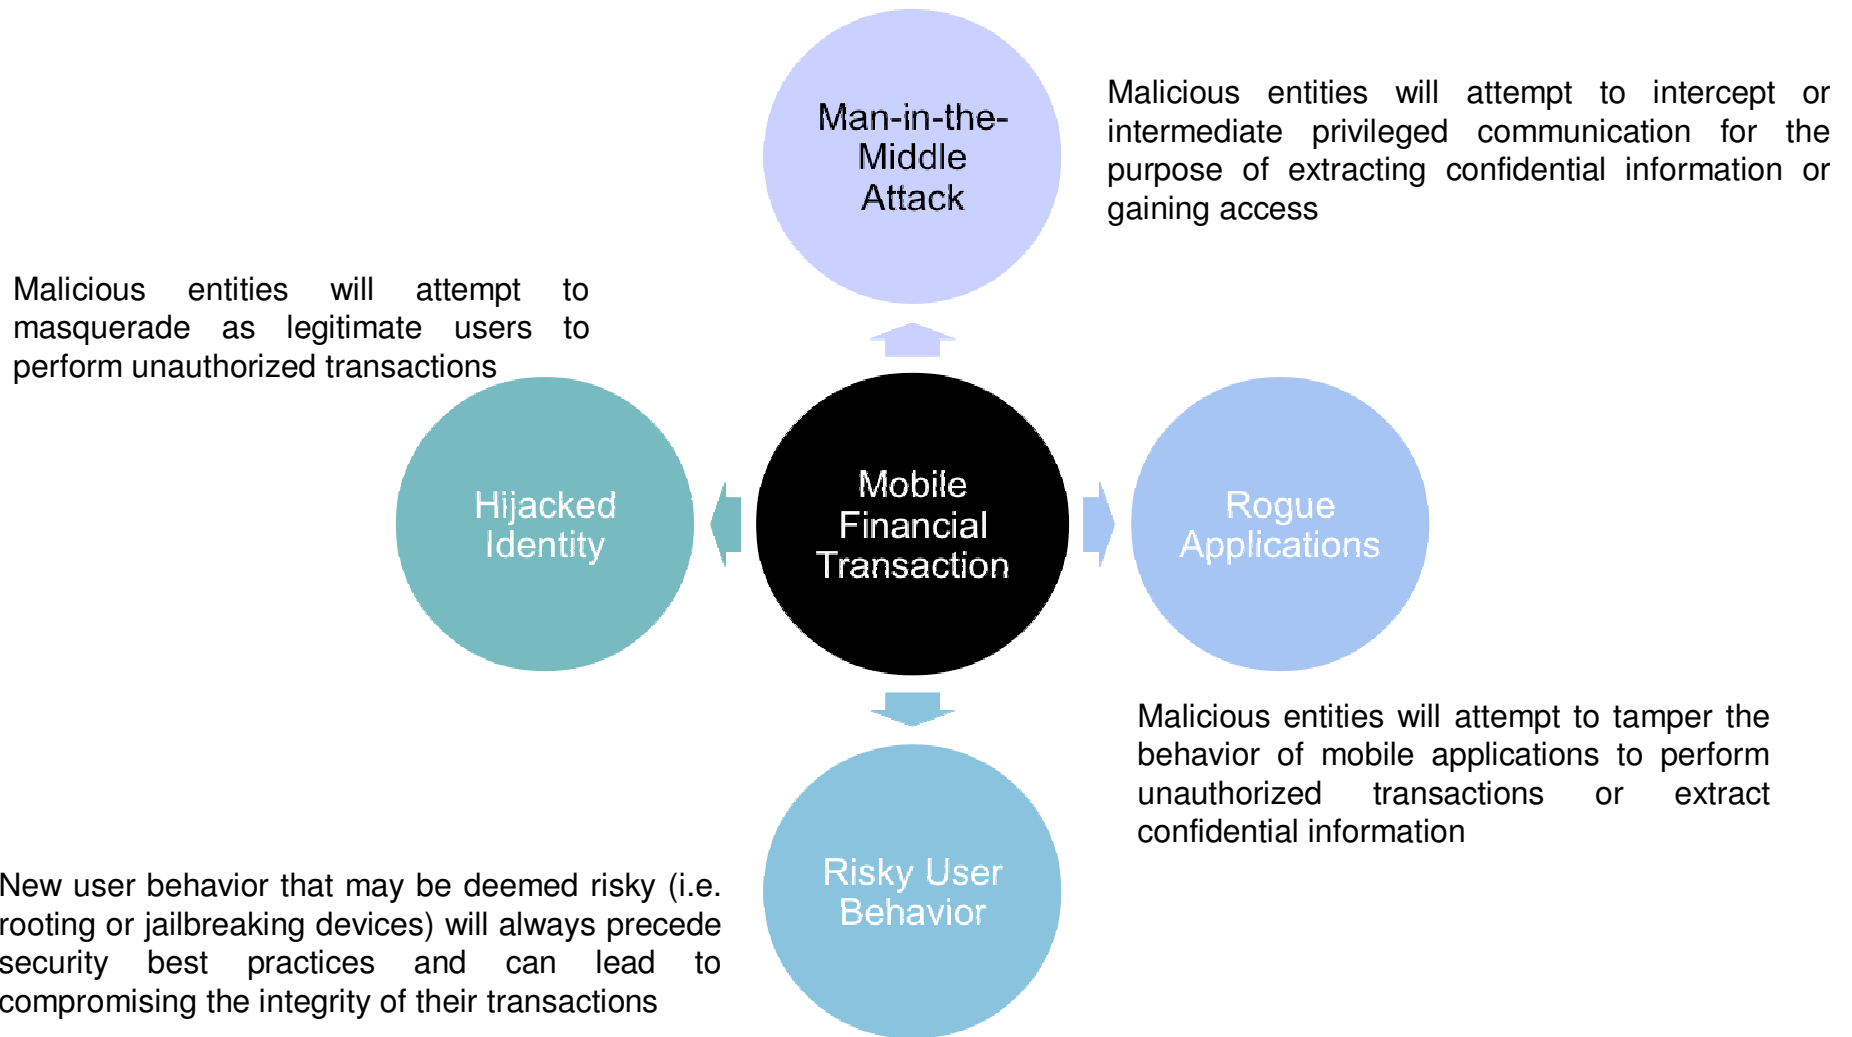 Man-in-the-
Middle
Attack
Malicious entities will attempt to intercept or
intermediate privileged communication for the
purpose of extracting confidential information or
gaining access
Malicious entities will attempt to
masquerade as legitimate users to
perform unauthorized transactions
Hijacked
Identity
Mobile
Financial
Transaction
Rogue
Applications
Malicious entities will attempt to tamper the
behavior of mobile applications to perform
unauthorized transactions or extract
confidential information
Risky User
Behavior
New user behavior that may be deemed risky (i.e.
rooting or jailbreaking devices) will always precede
security best practices and can lead to
compromising the integrity of their transactions